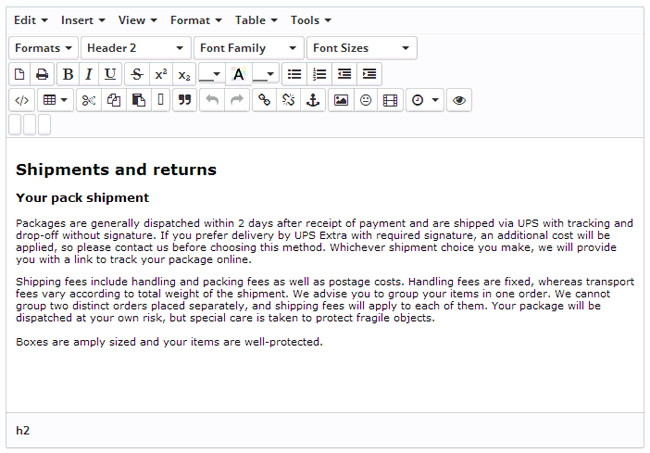 Edit Insert View Format Table Tools
Formats Header 2 Font Family Font Sizes
B I U S x² x₂ A
</>
Shipments and returns
Your pack shipment
Packages are generally dispatched within 2 days after receipt of payment and are shipped via UPS with tracking and
drop-off without signature. If you prefer delivery by UPS Extra with required signature, an additional cost will be
applied, so please contact us before choosing this method. Whichever shipment choice you make, we will provide
you with a link to track your package online.
Shipping fees include handling and packing fees as well as postage costs. Handling fees are fixed, whereas transport
fees vary according to total weight of the shipment. We advise you to group your items in one order. We cannot
group two distinct orders placed separately, and shipping fees will apply to each of them. Your package will be
dispatched at your own risk, but special care is taken to protect fragile objects.
Boxes are amply sized and your items are well-protected.
h2